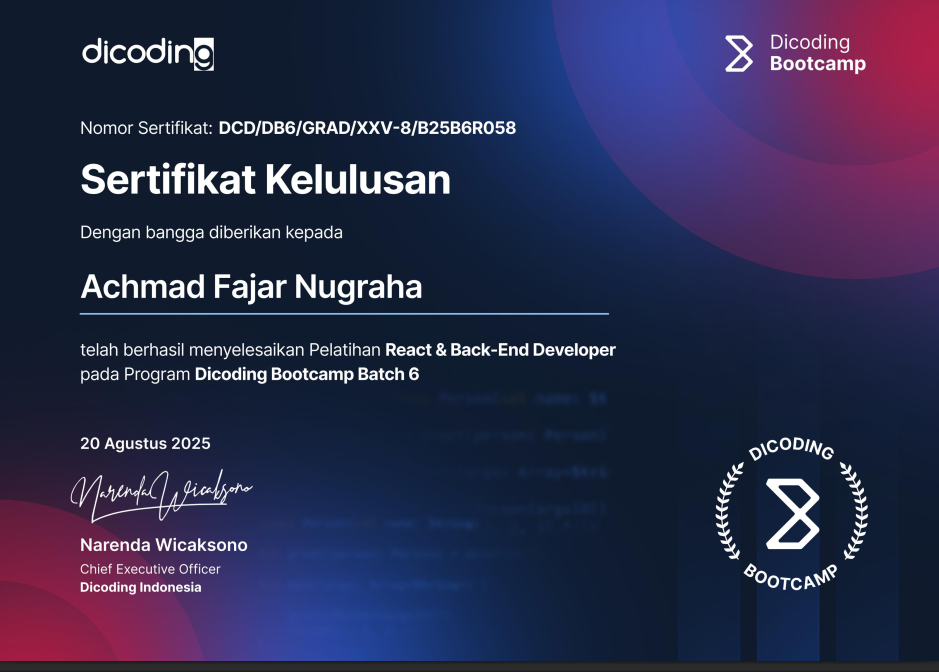 dicoding
Dicoding
Bootcamp
Nomor Sertifikat: DCD/DB6/GRAD/XXV-8/B25B6R058
Sertifikat Kelulusan
Dengan bangga diberikan kepada
Achmad Fajar Nugraha
telah berhasil menyelesaikan Pelatihan React & Back-End Developer
pada Program Dicoding Bootcamp Batch 6
20 Agustus 2025
Narenda Wicaksono
Narenda Wicaksono
Chief Executive Officer
Dicoding Indonesia
DICODING
BOOTCAMP